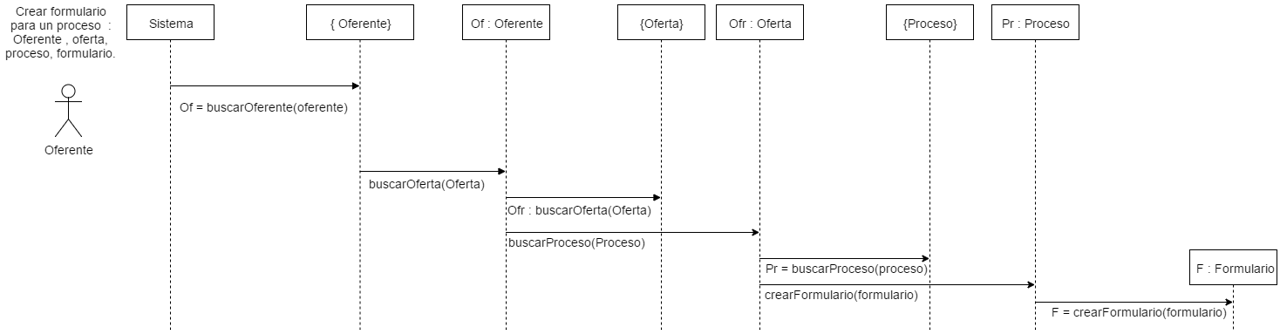 Crear formulario
para un proceso :
Oferente , oferta,
proceso, formulario.
Oferente
Sistema
{ Oferente}
Of : Oferente
{Oferta}
Ofr : Oferta
{Proceso}
Pr : Proceso
Of = buscarOferente(oferente)
buscarOferta(Oferta)
Ofr : buscarOferta(Oferta)
buscarProceso(Proceso)
Pr = buscarProceso(proceso)
F : Formulario
crearFormulario(formulario)
F = crearFormulario(formulario)